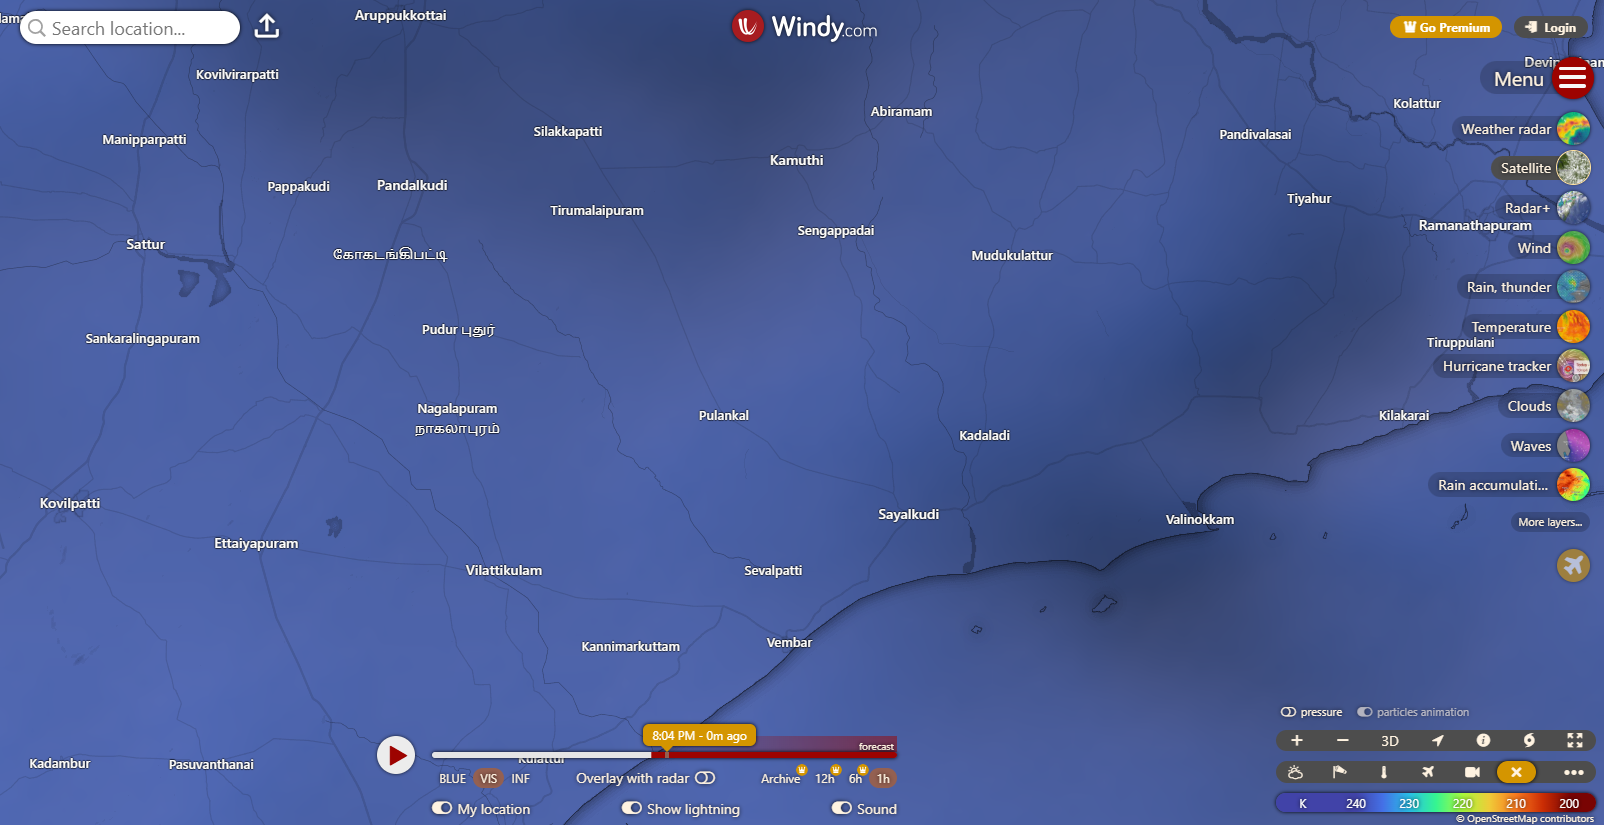 Aruppukkottai
Search location...
Windy.com
Go Premium
Login
Kovilvirarpatti
Menu
Kolattur
Abiramam
Silakkapatti
Pandivalasai
Weather radar
Manipparpatti
Kamuthi
Satellite
Pappakudi
Pandalkudi
Tiyahur
Radar+
Tirumalaipuram
Ramanathapuram
Sengappadai
Sattur
Wind
கோகடங்கிபட்டி
Mudukulattur
Rain, thunder
Pudur புதுர்
Temperature
Sankaralingapuram
Tiruppulani
Hurricane tracker
Nagalapuram
நாகலாபுரம்
Pulankal
Kilakarai
Clouds
Kadaladi
Waves
Rain accumulati...
Kovilpatti
Sayalkudi
Valinokkam
More layers...
Ettaiyapuram
Vilattikulam
Sevalpatti
Kannimarkuttam
Vembar
pressure
particles animation
8:04 PM - 0m ago
forecast
3D
Kadambur
Pasuvanthanai
Kulattur
BLUE VIS INF
Overlay with radar
Archive 12h 6h 1h
My location
Show lightning
Sound
K 240 230 220 210 200
© OpenStreetMap contributors